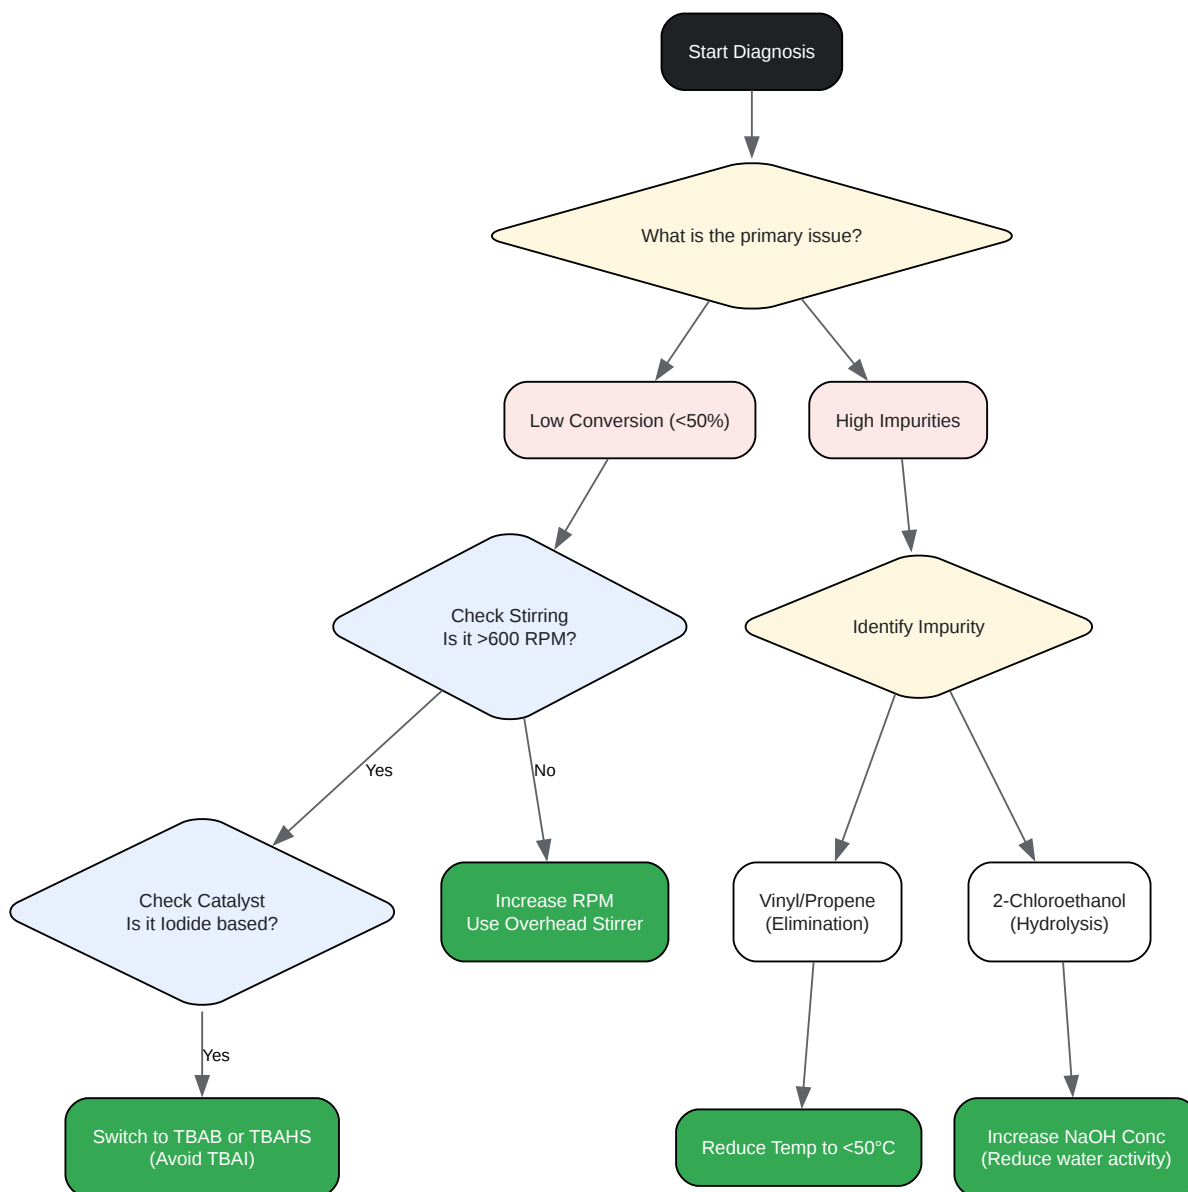 Start Diagnosis
What is the primary issue?
Low Conversion (<50%)
High Impurities
Check Stirring
Is it >600 RPM?
Identify Impurity
Yes
No
Check Catalyst
Is it Iodide based?
Increase RPM
Use Overhead Stirrer
Vinyl/Propene
(Elimination)
2-Chloroethanol
(Hydrolysis)
Yes
Switch to TBAB or TBAHS
(Avoid TBAI)
Reduce Temp to <50°C
Increase NaOH Conc
(Reduce water activity)